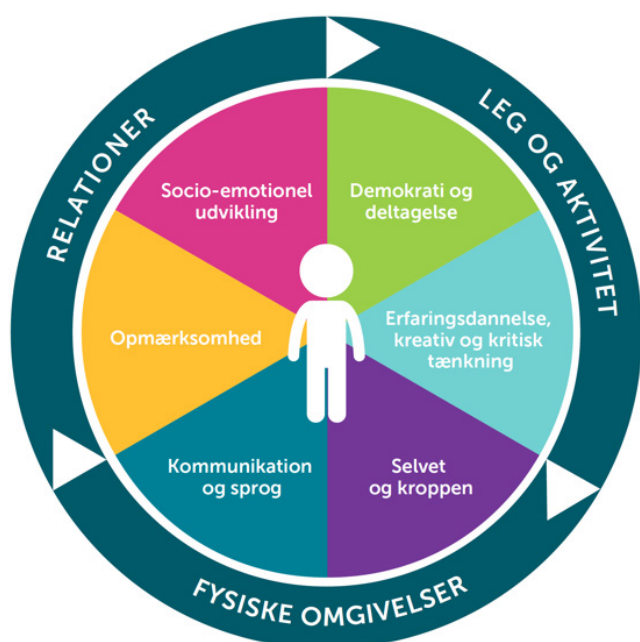 RELATIONER
LEG OG AKTIVITET
Socio-emotionel
udvikling
Demokrati og
deltagelse
Opmærksomhed
Erfaringsdannelse,
kreativ og kritisk
tænkning
Kommunikation
og sprog
Selvet
og kroppen
FYSISKE OMGIVELSER